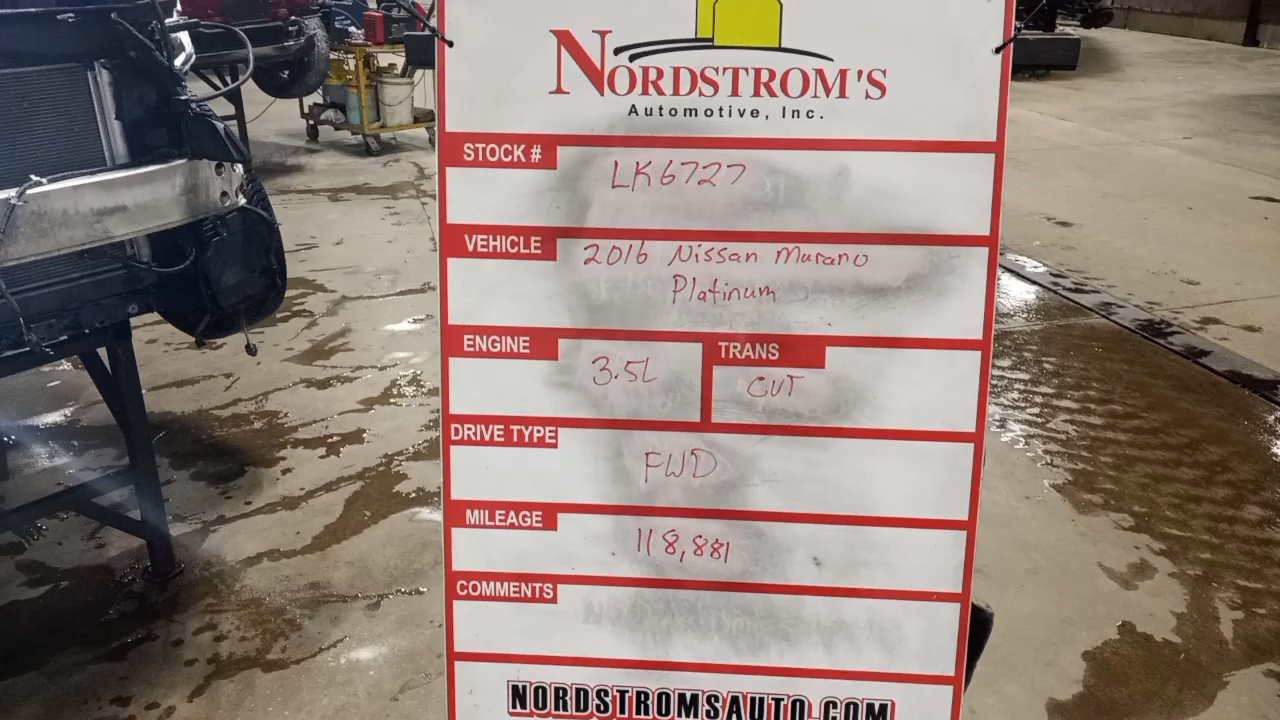 NORDSTROM'S
Automotive, Inc.
STOCK #
LK6727
VEHICLE
2016 Nissan Murano
Platinum
ENGINE
3.5L
TRANS
CVT
DRIVE TYPE
FWD
MILEAGE
118,881
COMMENTS
NORDSTROMSAUTO.COM